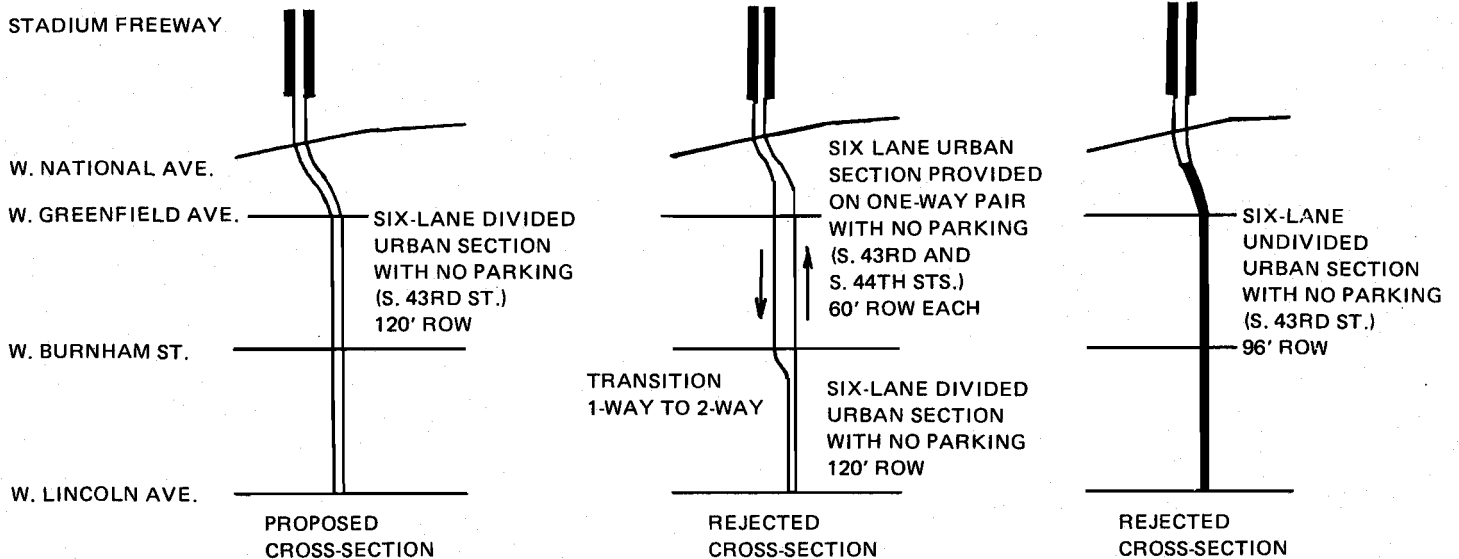 STADIUM FREEWAY
W. NATIONAL AVE.
W. GREENFIELD AVE.
W. BURNHAM ST.
W. LINCOLN AVE.
SIX-LANE DIVIDED
URBAN SECTION
WITH NO PARKING
(S. 43RD ST.)
120' ROW
PROPOSED
CROSS-SECTION
SIX LANE URBAN
SECTION PROVIDED
ON ONE-WAY PAIR
WITH NO PARKING
(S. 43RD AND
S. 44TH STS.)
60' ROW EACH
TRANSITION
1-WAY TO 2-WAY
SIX-LANE DIVIDED
URBAN SECTION
WITH NO PARKING
120' ROW
REJECTED
CROSS-SECTION
SIX-LANE
UNDIVIDED
URBAN SECTION
WITH NO PARKING
(S. 43RD ST.)
96' ROW
REJECTED
CROSS-SECTION